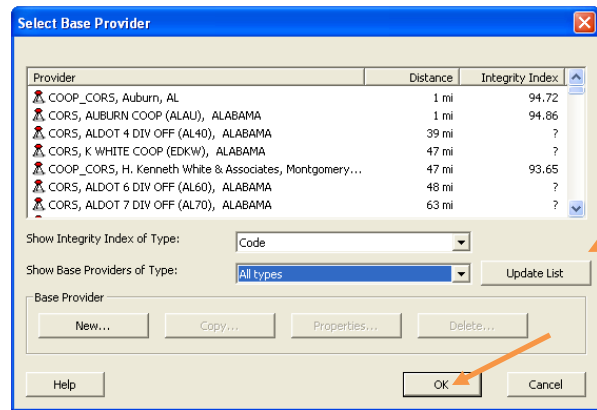 Select Base Provider
Provider Distance Integrity Index
COOP_CORS, Auburn, AL 1 mi 94.72
CORS, AUBURN COOP (ALAU), ALABAMA 1 mi 94.86
CORS, ALDOT 4 DIV OFF (AL40), ALABAMA 39 mi ?
CORS, K WHITE COOP (EDKW), ALABAMA 47 mi ?
COOP_CORS, H. Kenneth White & Associates, Montgomery... 47 mi 93.65
CORS, ALDOT 6 DIV OFF (AL60), ALABAMA 48 mi ?
CORS, ALDOT 7 DIV OFF (AL70), ALABAMA 63 mi ?
Show Integrity Index of Type: Code
Show Base Providers of Type: All types Update List
Base Provider
New... Copy... Properties... Delete...
Help OK Cancel